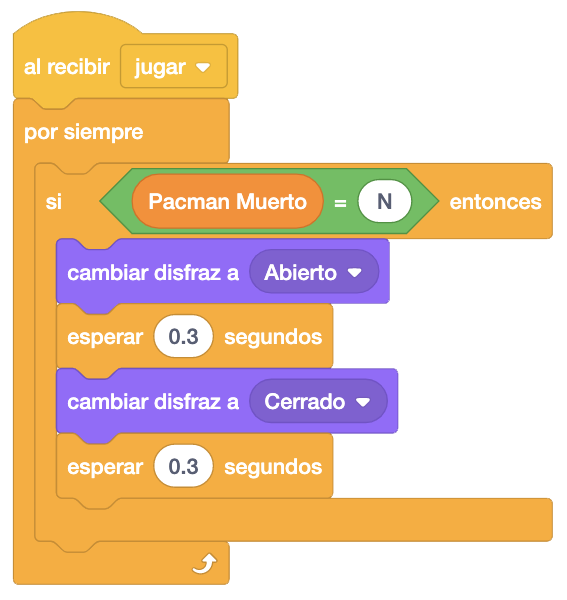 al recibir jugar
por siempre
si Pacman Muerto = N entonces
cambiar disfraz a Abierto
esperar 0.3 segundos
cambiar disfraz a Cerrado
esperar 0.3 segundos